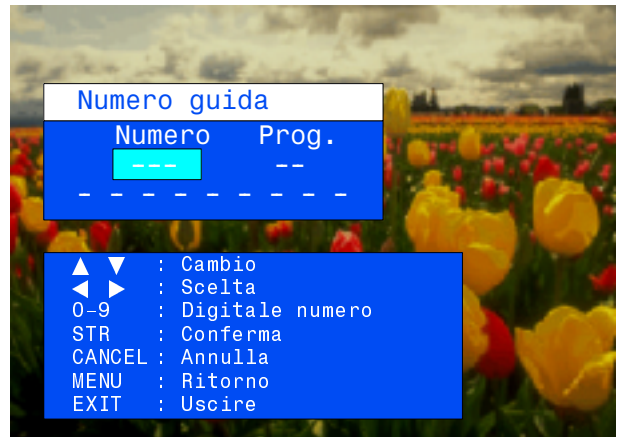 Numero guida
Numero Prog.
--- --
- - - - - - - - -
▲ ▼ : Cambio
◀ ▶ : Scelta
0-9 : Digitale numero
STR : Conferma
CANCEL : Annulla
MENU : Ritorno
EXIT : Uscire